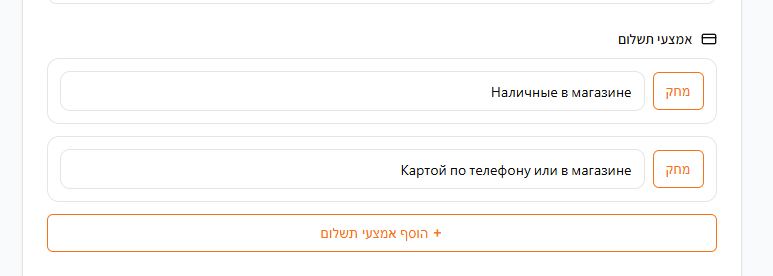 אמצעי תשלום
מחק
Наличные в магазине
מחק
Картой по телефону или в магазине
+ הוסף אמצעי תשלום